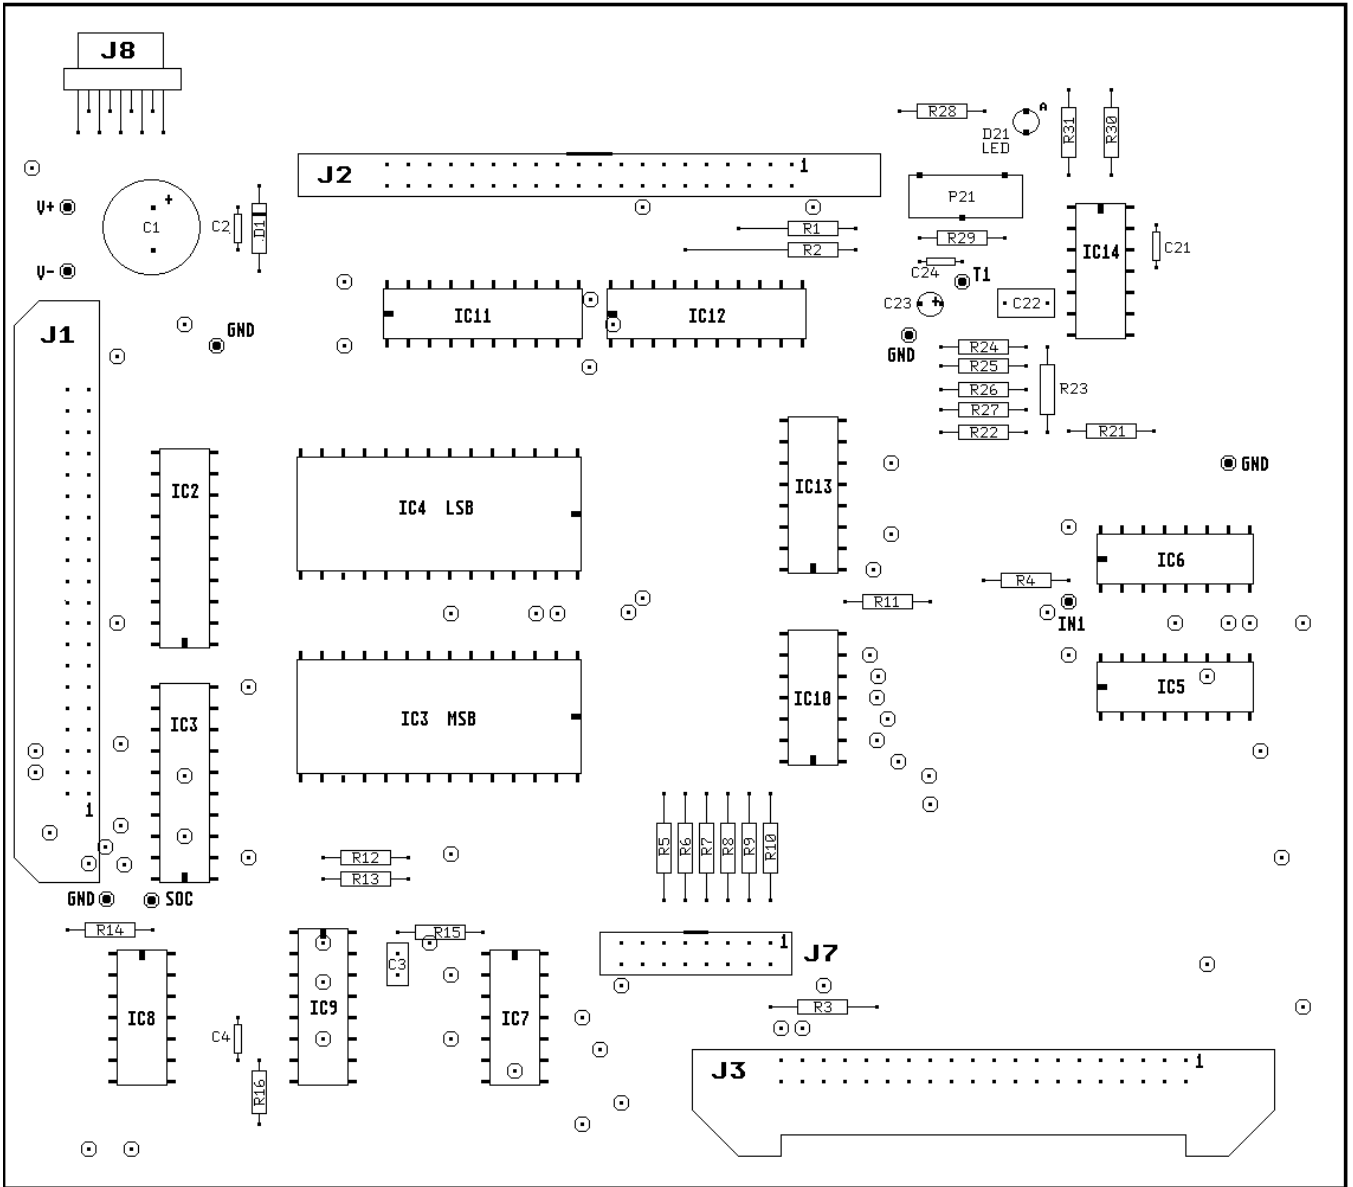 J8
R28
A
D21
LED
R31
R30
J2
1
P21
V+
C1
+
C2
D1
R1
R29
R2
IC14
C21
V-
C24
T1
J1
GND
IC11
IC12
C23
+
C22
GND
R24
R25
R26
R27
R22
R23
R21
IC2
IC4 LSB
IC13
GND
IC6
R4
R11
IN1
IC3
IC3 MSB
IC10
IC5
1
R5
R6
R7
R8
R9
R10
R12
R13
GND
SOC
R14
R15
1
J7
C3
IC8
C4
IC9
IC7
R3
R16
J3
1